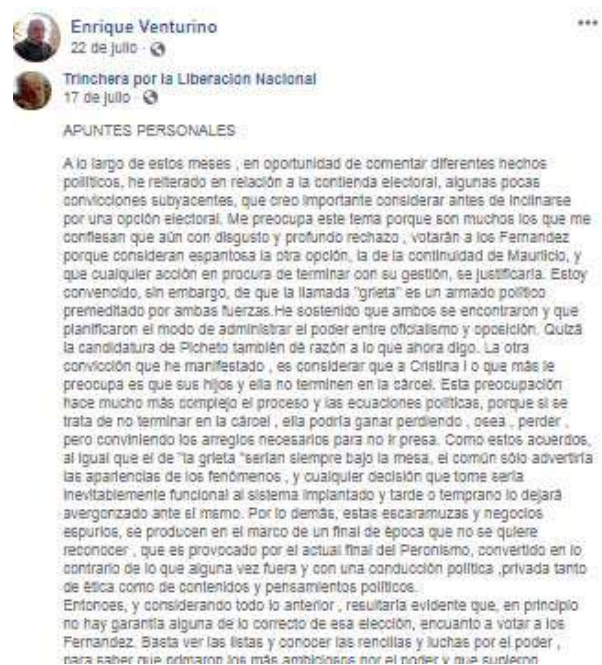 Enrique Venturino
22 de julio ·
Trinchera por la Liberacion Nacional
17 de julio ·
APUNTES PERSONALES
A lo largo de estos meses , en oportunidad de comentar diferentes hechos
políticos, he reiterado en relación a la contienda electoral, algunas pocas
convicciones subyacentes, que creo importante considerar antes de inclinarse
por una opción electoral. Me preocupa este tema porque son muchos los que me
confiesan que aún con disgusto y profundo rechazo , votarán a los Fernandez
porque consideran espantosa la otra opción, la de la continuidad de Mauricio, y
que cualquier acción en procura de terminar con su gestión, se justificaría. Estoy
convencido, sin embargo, de que la llamada "grieta" es un armado político
premeditado por ambas fuerzas.He sostenido que ambos se encontraron y que
planificaron el modo de administrar el poder entre oficialismo y oposición. Quizá
la candidatura de Picheto también dé razón a lo que ahora digo. La otra
convicción que he manifestado , es considerar que a Cristina l o que más le
preocupa es que sus hijos y ella no terminen en la cárcel. Esta preocupación
hace mucho más complejo el proceso y las ecuaciones políticas, porque si se
trata de no terminar en la cárcel , ella podría ganar perdiendo , osea , perder ,
pero conviniendo los arreglos necesarios para no ir presa. Como estos acuerdos,
al igual que el de "la grieta "serían siempre bajo la mesa, el común sólo advertiría
las apariencias de los fenómenos , y cualquier decisión que tome sería
inevitablemente funcional al sistema implantado y tarde o temprano lo dejará
avergonzado ante sí msmo. Por lo demás, estas escaramuzas y negocios
espurios, se producen en el marco de un final de época que no se quiere
reconocer , que es provocado por el actual final del Peronismo, convertido en lo
contrario de lo que alguna vez fuera y con una conducción política ,privada tanto
de ética como de contenidos y pensamientos políticos.
Entonces, y considerando todo lo anterior , resultaría evidente que, en principio
no hay garantía alguna de lo correcto de esa elección, encuanto a votar a los
Fernandez. Basta ver las listas y conocer las rencillas y luchas por el poder ,
para saber que primaron los más ambiciosos por el poder y que supieron